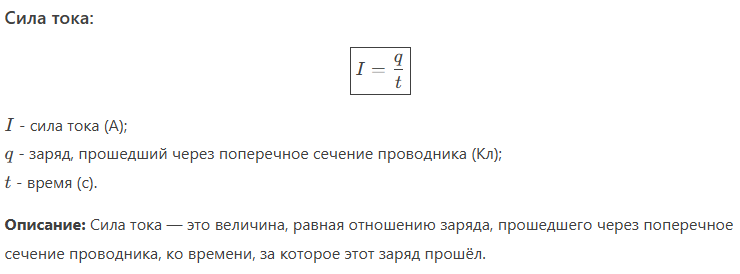 Сила тока:
I = q/t
I - сила тока (А);
q - заряд, прошедший через поперечное сечение проводника (Кл);
t - время (с).
Описание: Сила тока — это величина, равная отношению заряда, прошедшего через поперечное
сечение проводника, ко времени, за которое этот заряд прошёл.